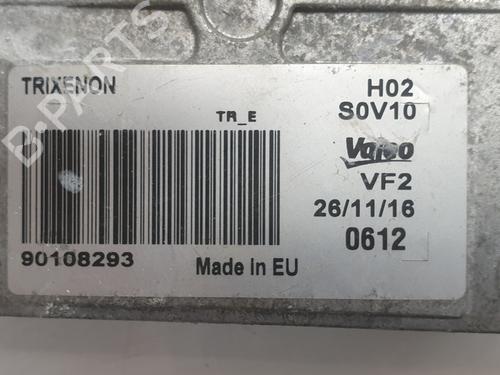 TRIXENON
H02
TR_E
S0V10
Valeo
VF2
26/11/16
0612
90108293
Made in EU
B-PARTS